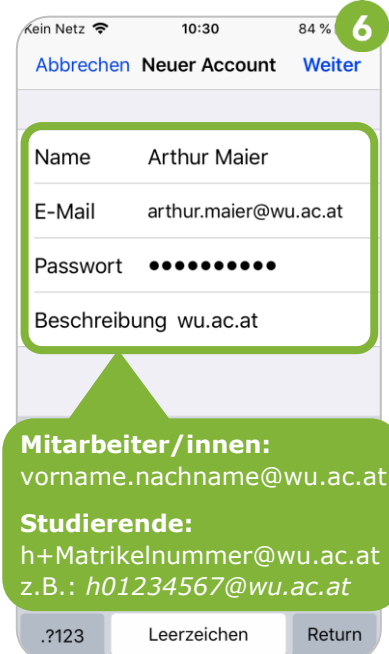 Kein Netz 10:30 84 % 6
Abbrechen Neuer Account Weiter
Name Arthur Maier
E-Mail arthur.maier@wu.ac.at
Passwort ●●●●●●●●●●
Beschreibung wu.ac.at
Mitarbeiter/innen:
vorname.nachname@wu.ac.at
Studierende:
h+Matrikelnummer@wu.ac.at
z.B.: h01234567@wu.ac.at
.?123 Leerzeichen Return